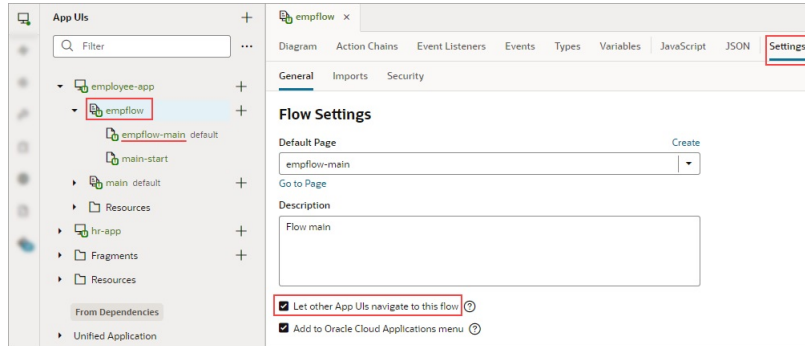 App UIs
Filter
employee-app
empflow
empflow-main default
main-start
main default
Resources
hr-app
Fragments
Resources
From Dependencies
Unified Application
empflow
Diagram Action Chains Event Listeners Events Types Variables JavaScript JSON Settings
General Imports Security
Flow Settings
Default Page Create
empflow-main
Go to Page
Description
Flow main
Let other App UIs navigate to this flow
Add to Oracle Cloud Applications menu